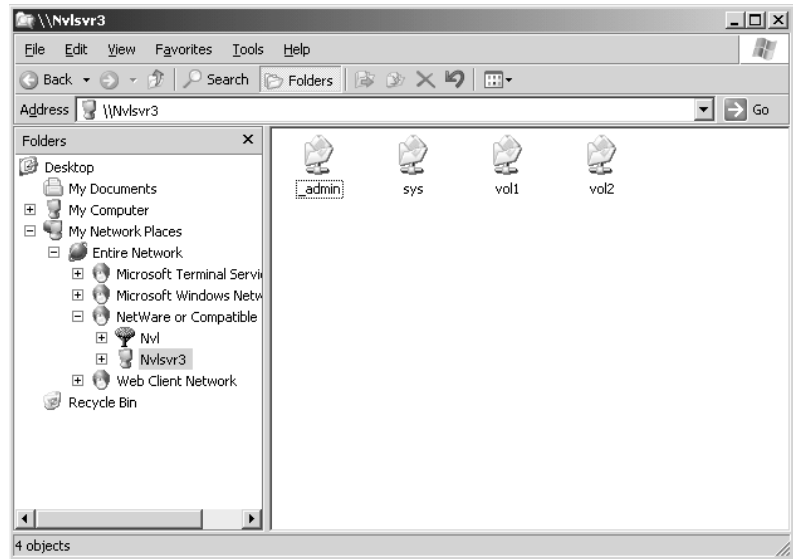 \\Nvlsvr3
File Edit View Favorites Tools Help
Back Search Folders
Address \\Nvlsvr3 Go
Folders
Desktop
My Documents
My Computer
My Network Places
Entire Network
Microsoft Terminal Servi
Microsoft Windows Netw
NetWare or Compatible
Nvl
Nvlsvr3
Web Client Network
Recycle Bin
_admin sys vol1 vol2
4 objects